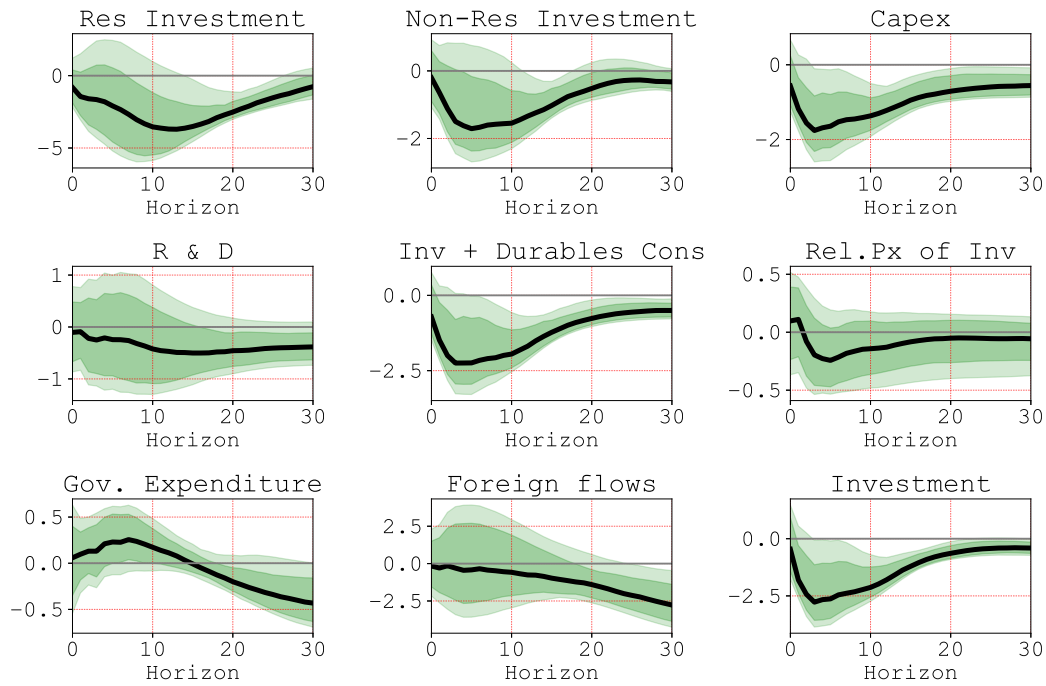 Res Investment
0
−5
0 10 20 30
Horizon
Non-Res Investment
0
−2
0 10 20 30
Horizon
Capex
0
−2
0 10 20 30
Horizon
R & D
1
0
−1
0 10 20 30
Horizon
Inv + Durables Cons
0.0
−2.5
0 10 20 30
Horizon
Rel.Px of Inv
0.5
0.0
−0.5
0 10 20 30
Horizon
Gov. Expenditure
0.5
0.0
−0.5
0 10 20 30
Horizon
Foreign flows
2.5
0.0
−2.5
0 10 20 30
Horizon
Investment
0.0
−2.5
0 10 20 30
Horizon